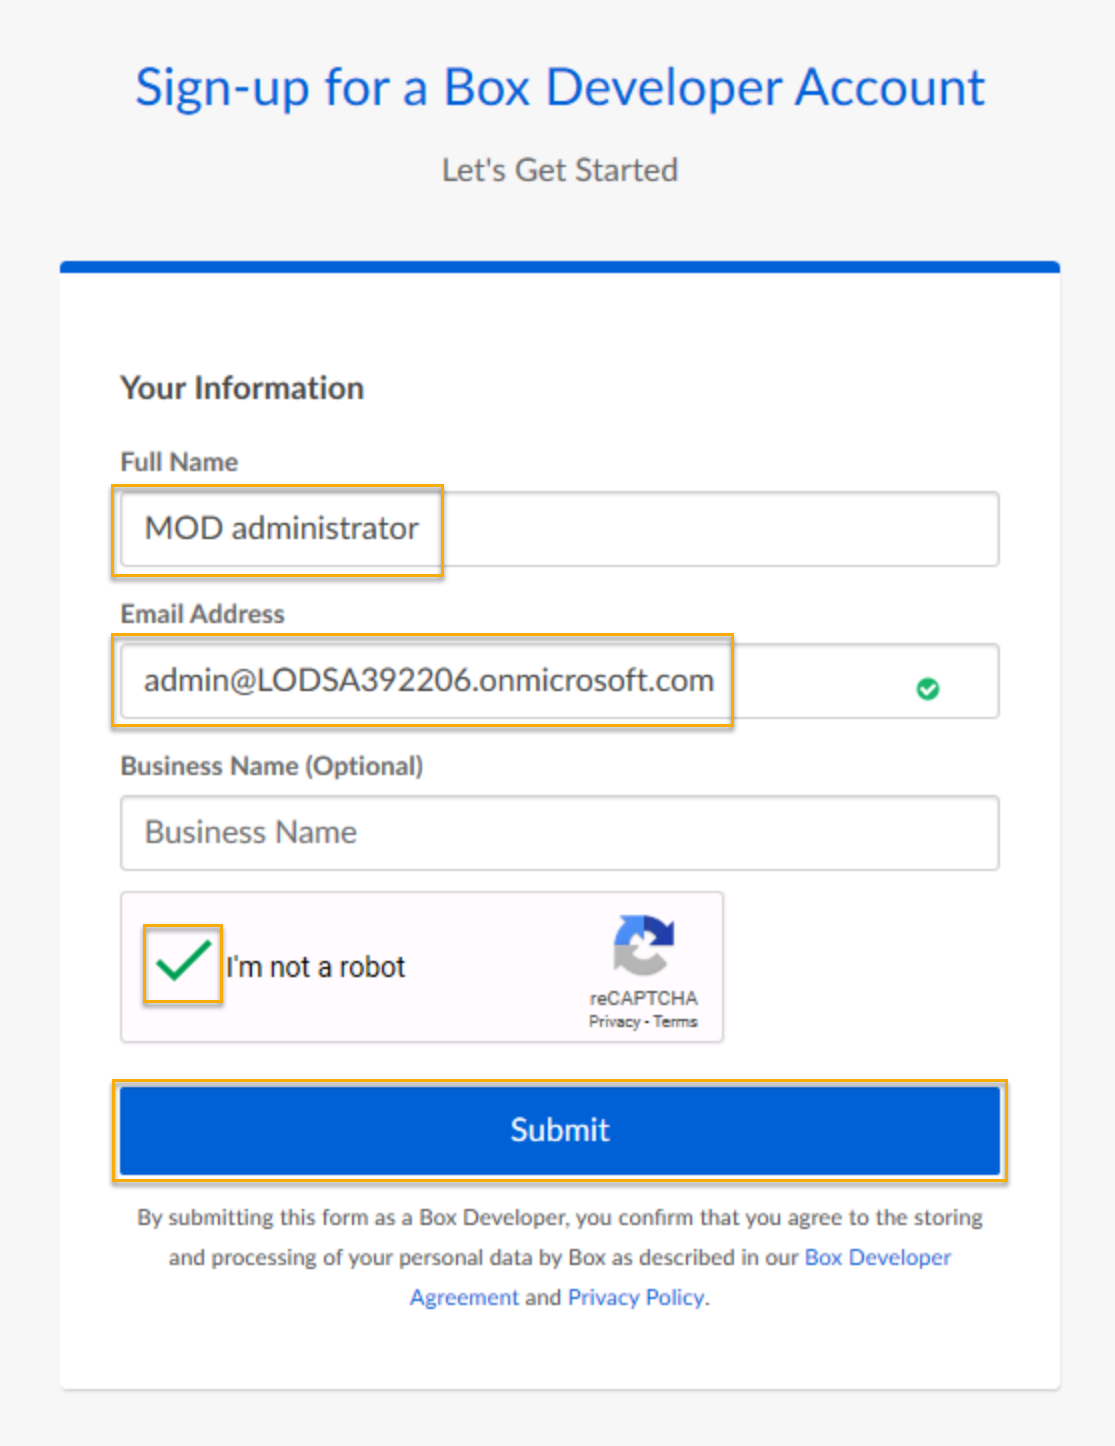 Sign-up for a Box Developer Account
Let's Get Started
Your Information
Full Name
MOD administrator
Email Address
admin@LODSA392206.onmicrosoft.com
Business Name (Optional)
Business Name
I'm not a robot
reCAPTCHA
Privacy - Terms
Submit
By submitting this form as a Box Developer, you confirm that you agree to the storing
and processing of your personal data by Box as described in our Box Developer
Agreement and Privacy Policy.